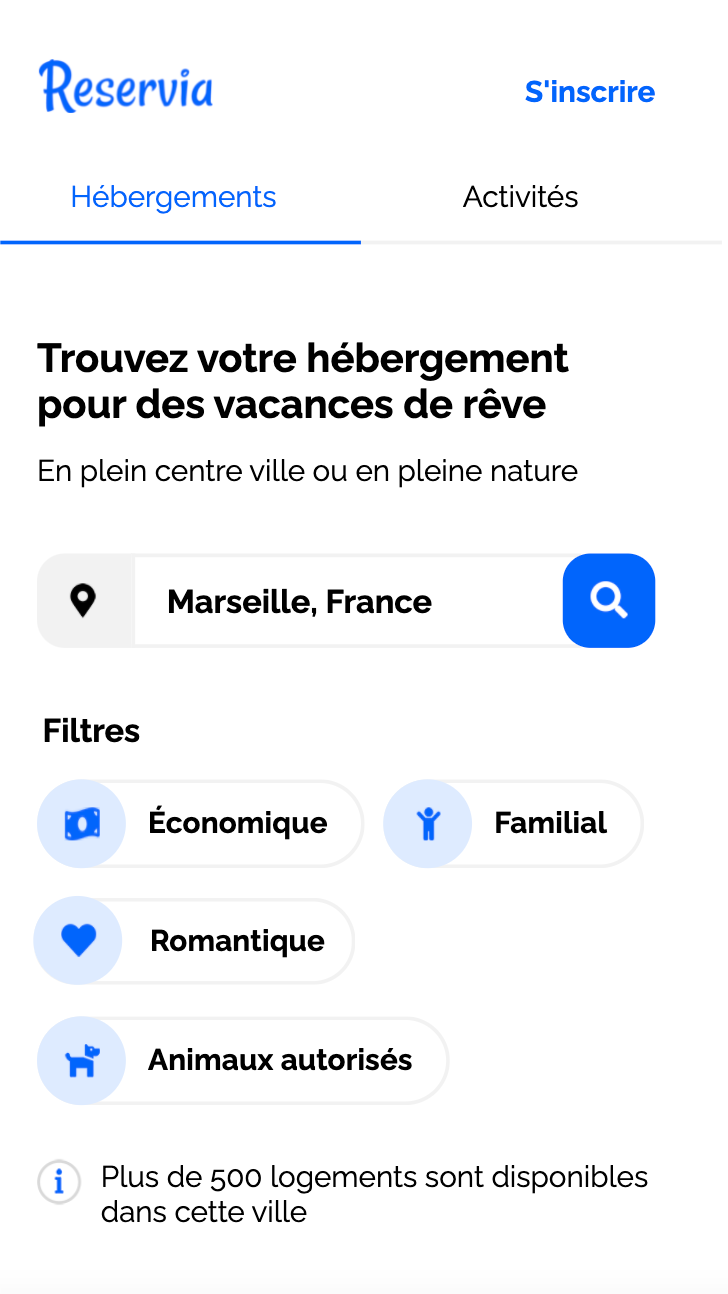 Reservia
S'inscrire
Hébergements
Activités
Trouvez votre hébergement
pour des vacances de rêve
En plein centre ville ou en pleine nature
Marseille, France
Filtres
Économique
Familial
Romantique
Animaux autorisés
Plus de 500 logements sont disponibles
dans cette ville